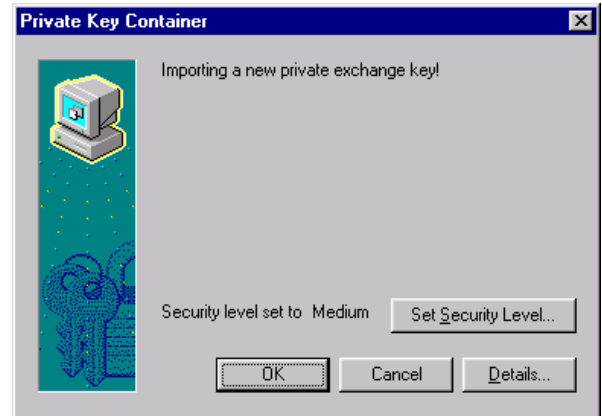 Private Key Container
Importing a new private exchange key!
Security level set to Medium
Set Security Level...
OK
Cancel
Details...